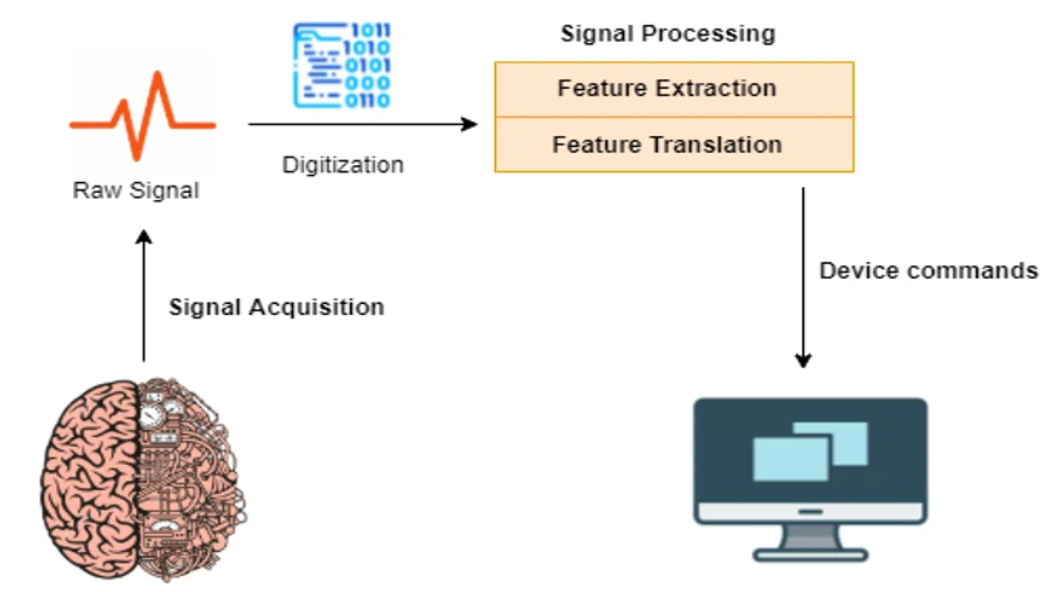 1011
1010
0101
000
0110
Signal Processing
Feature Extraction
Feature Translation
Digitization
Raw Signal
Device commands
Signal Acquisition